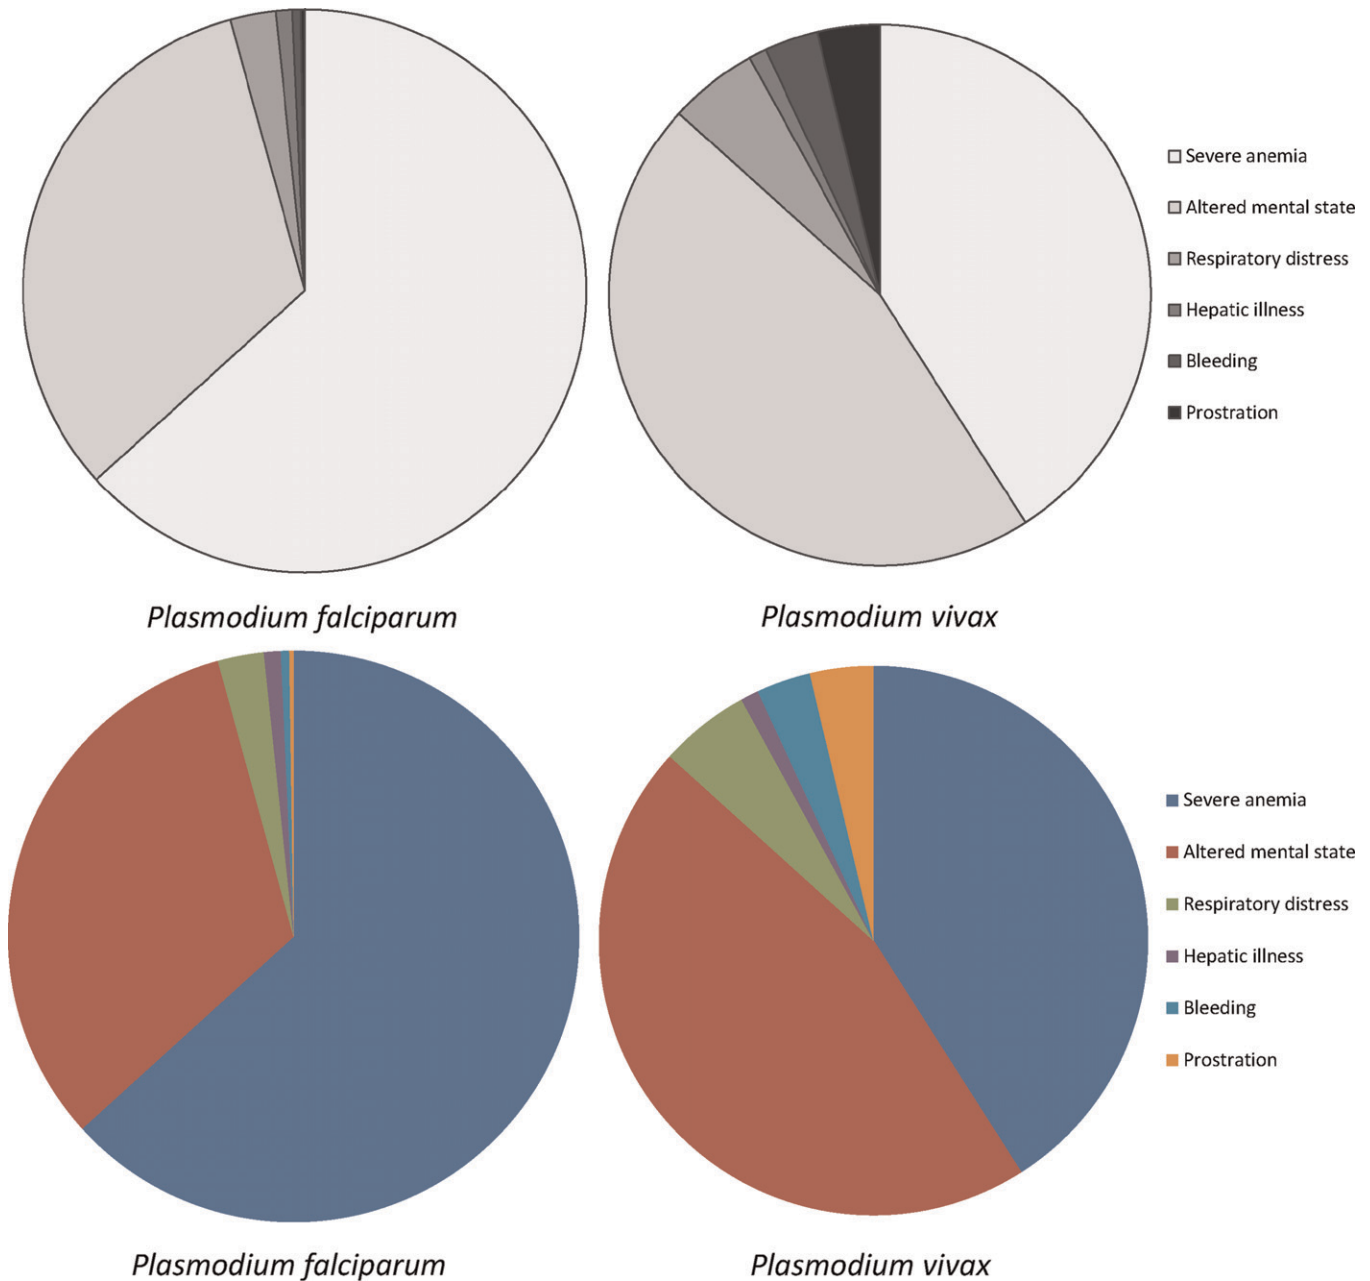 Severe anemia
Altered mental state
Respiratory distress
Hepatic illness
Bleeding
Prostration
Plasmodium falciparum
Plasmodium vivax
Severe anemia
Altered mental state
Respiratory distress
Hepatic illness
Bleeding
Prostration
Plasmodium falciparum
Plasmodium vivax